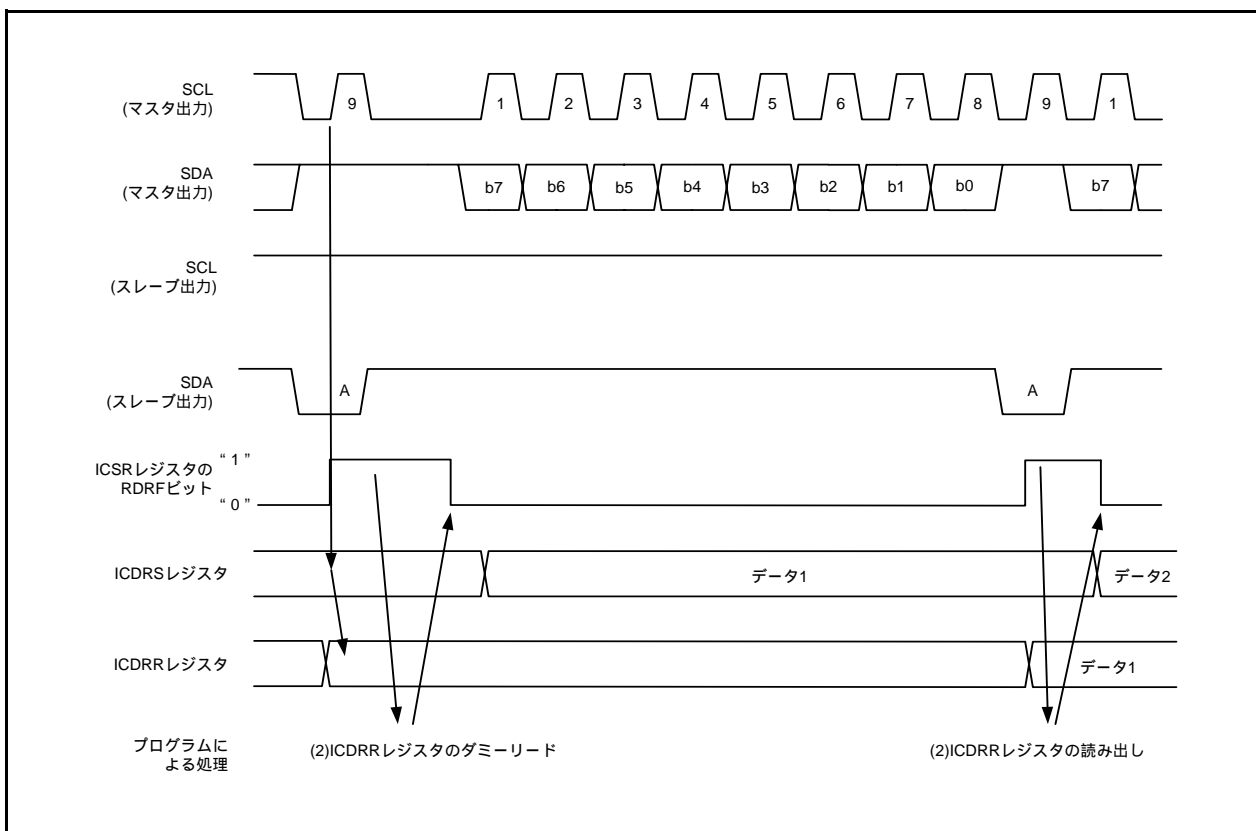 SCL
(マスタ出力)
9
1
2
3
4
5
6
7
8
9
1
SDA
(マスタ出力)
b7
b6
b5
b4
b3
b2
b1
b0
b7
SCL
(スレーブ出力)
SDA
(スレーブ出力)
A
A
ICSRレジスタの
RDRFビット
“ 1 ”
“ 0 ”
ICDRSレジスタ
データ1
データ2
ICDRRレジスタ
データ1
プログラムに
よる処理
(2)ICDRRレジスタのダミーリード
(2)ICDRRレジスタの読み出し